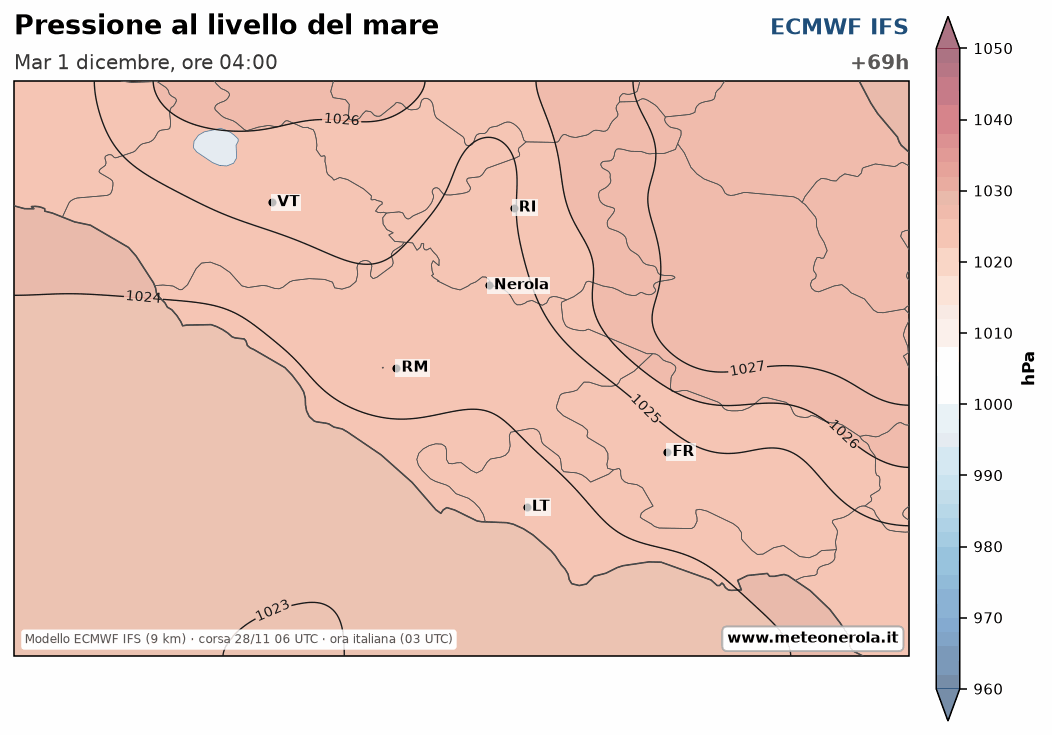 Pressione al livello del mare
ECMWF IFS
Mar 1 dicembre, ore 04:00
+69h
1026
VT
RI
Nerola
1024
RM
1027
1025
1026
FR
LT
1023
Modello ECMWF IFS (9 km) · corsa 28/11 06 UTC · ora italiana (03 UTC)
www.meteonerola.it
1050
1040
1030
1020
1010
1000
990
980
970
960
hPa